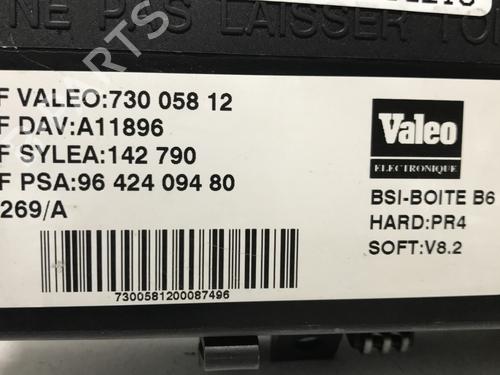 NE PAS LAISSER TO
F VALEO:730 058 12
F DAV:A11896
F SYLEA:142 790
F PSA:96 424 094 80
269/A
7300581200087496
Valeo
ELECTRONIQUE
BSI-BOITE B6
HARD:PR4
SOFT:V8.2